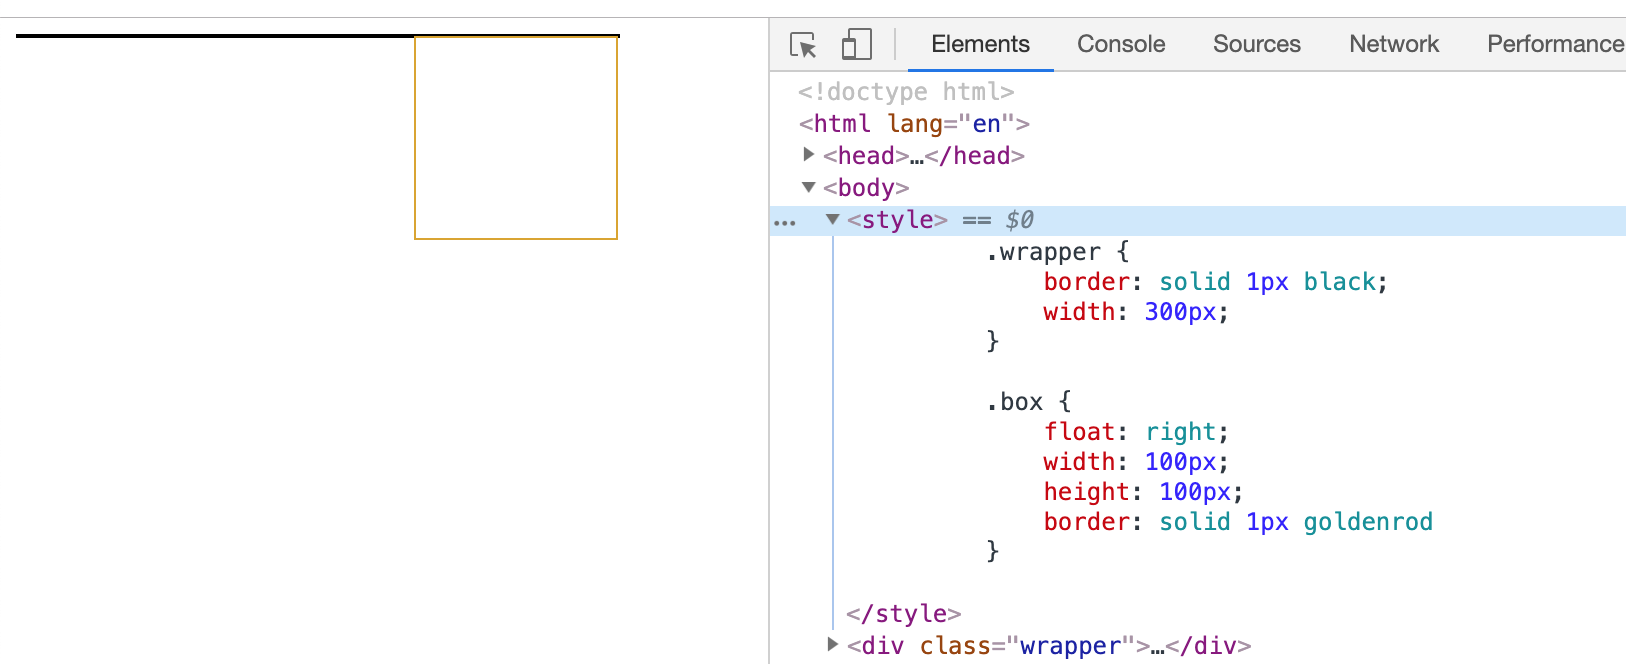 Elements Console Sources Network Performance
<!doctype html>
<html lang="en">
<head>…</head>
<body>
… <style> == $0
.wrapper {
border: solid 1px black;
width: 300px;
}
.box {
float: right;
width: 100px;
height: 100px;
border: solid 1px goldenrod
}
</style>
<div class="wrapper">…</div>